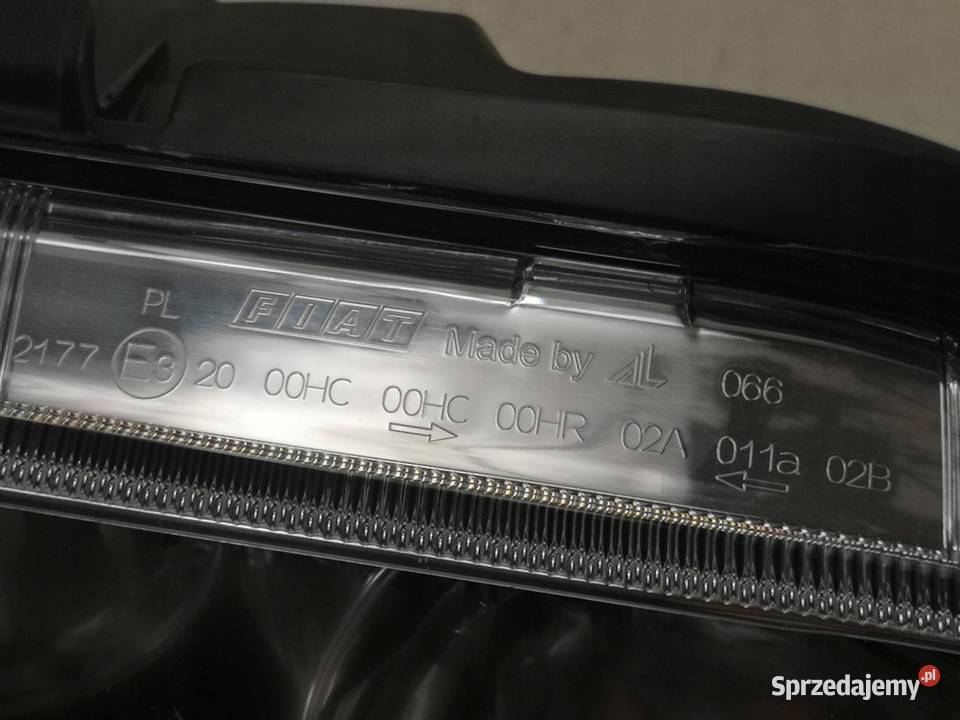 PL FIAT Made by AL 066
2177 E3 20 00HC 00HC 00HR 02A 011a 02B
Sprzedajemy.pl